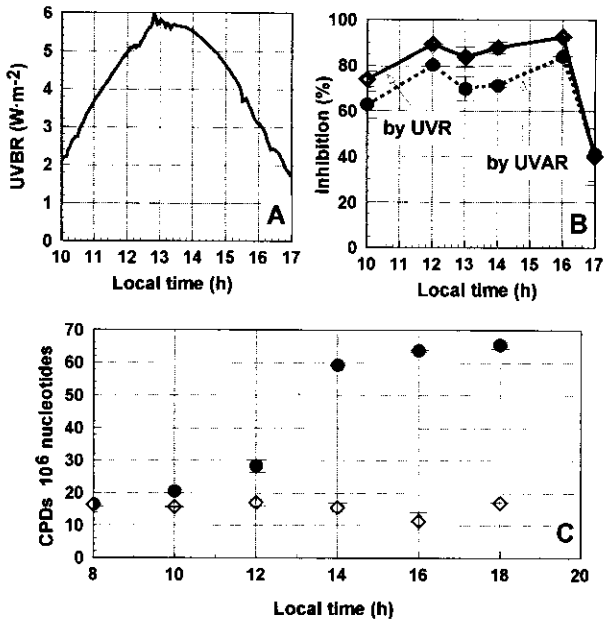 6
5
4
3
2
1
0
UVBR (W·m-2)
A
10 11 12 13 14 15 16 17
Local time (h)
100
80
60
40
20
0
Inhibition (%)
by UVR
by UVAR
B
10 11 12 13 14 15 16 17
Local time (h)
70
60
50
40
30
20
10
0
CPDs 10⁶ nucleotides
C
8 10 12 14 16 18 20
Local time (h)